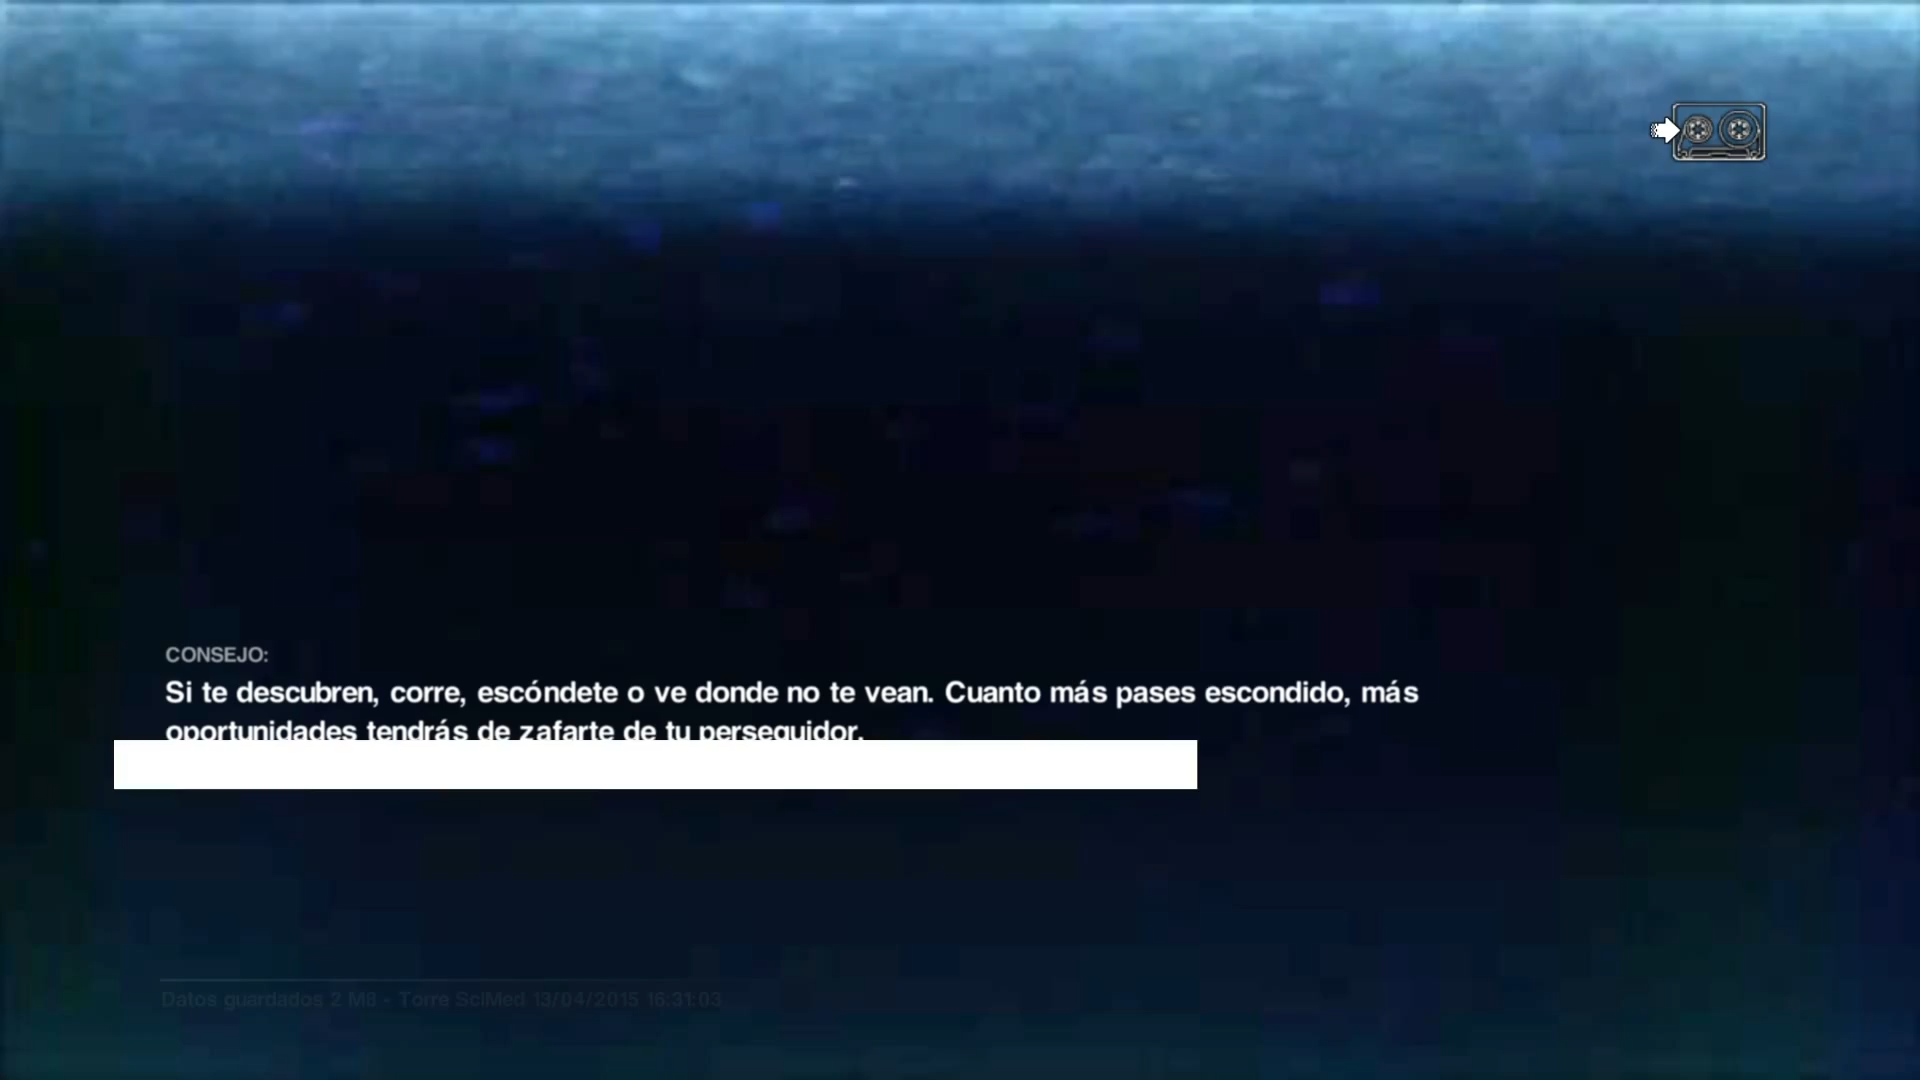 CONSEJO:
Si te descubren, corre, escóndete o ve donde no te vean. Cuanto más pases escondido, más
oportunidades tendrás de zafarte de tu perseguidor.
Datos guardados 2 M8 - Torre SciMed 13/04/2015 16:31:03